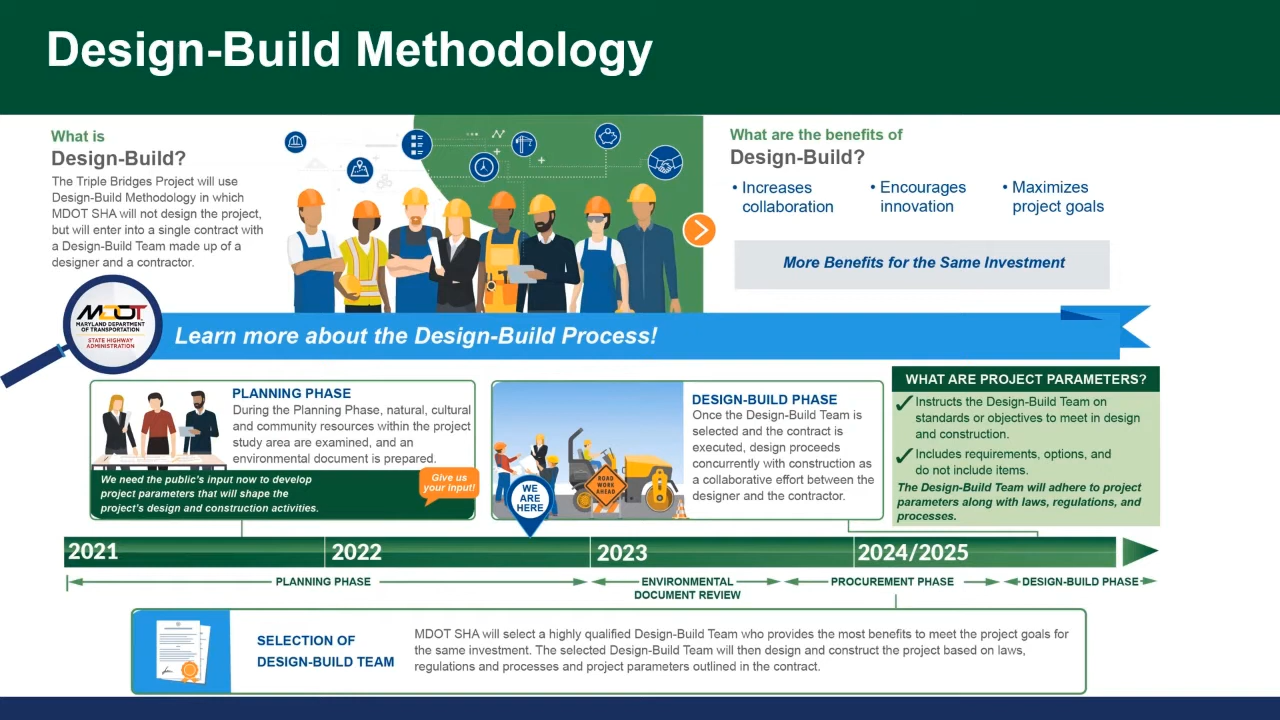 Design-Build Methodology
What is
Design-Build?
The Triple Bridges Project will use
Design-Build Methodology in which
MDOT SHA will not design the project,
but will enter into a single contract with
a Design-Build Team made up of a
designer and a contractor.
What are the benefits of
Design-Build?
• Increases
collaboration
• Encourages
innovation
• Maximizes
project goals
More Benefits for the Same Investment
MDOT
MARYLAND DEPARTMENT
OF TRANSPORTATION
STATE HIGHWAY
ADMINISTRATION
Learn more about the Design-Build Process!
PLANNING PHASE
During the Planning Phase, natural, cultural
and community resources within the project
study area are examined, and an
environmental document is prepared.
We need the public's input now to develop
project parameters that will shape the
project's design and construction activities.
Give us
your input!
ROAD
WORK
AHEAD
WE
ARE
HERE
DESIGN-BUILD PHASE
Once the Design-Build Team is
selected and the contract is
executed, design proceeds
concurrently with construction as
a collaborative effort between the
designer and the contractor.
WHAT ARE PROJECT PARAMETERS?
✓ Instructs the Design-Build Team on
standards or objectives to meet in design
and construction.
✓ Includes requirements, options, and
do not include items.
The Design-Build Team will adhere to project
parameters along with laws, regulations, and
processes.
2021
2022
2023
2024/2025
PLANNING PHASE
ENVIRONMENTAL
DOCUMENT REVIEW
PROCUREMENT PHASE
DESIGN-BUILD PHASE
SELECTION OF
DESIGN-BUILD TEAM
MDOT SHA will select a highly qualified Design-Build Team who provides the most benefits to meet the project goals for
the same investment. The selected Design-Build Team will then design and construct the project based on laws,
regulations and processes and project parameters outlined in the contract.